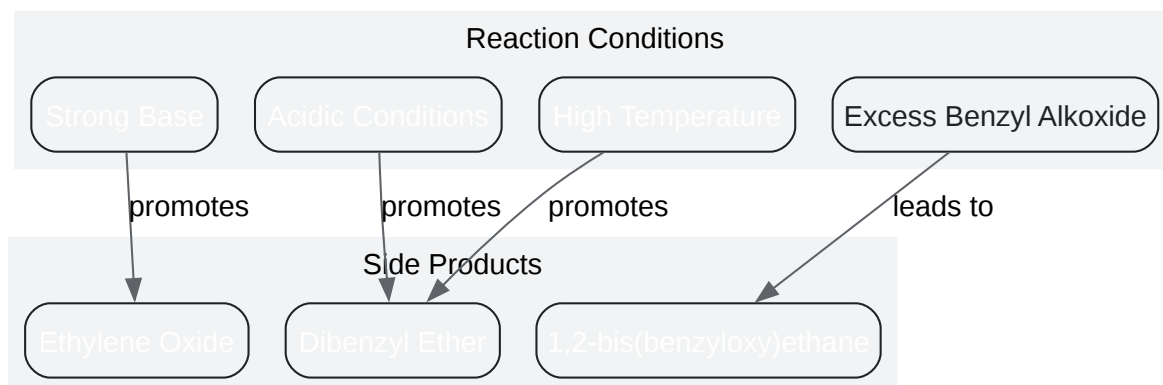 Reaction Conditions
Strong Base
Acidic Conditions
High Temperature
Excess Benzyl Alkoxide
promotes
promotes
promotes
leads to
Side Products
Ethylene Oxide
Dibenzyl Ether
1,2-bis(benzyloxy)ethane